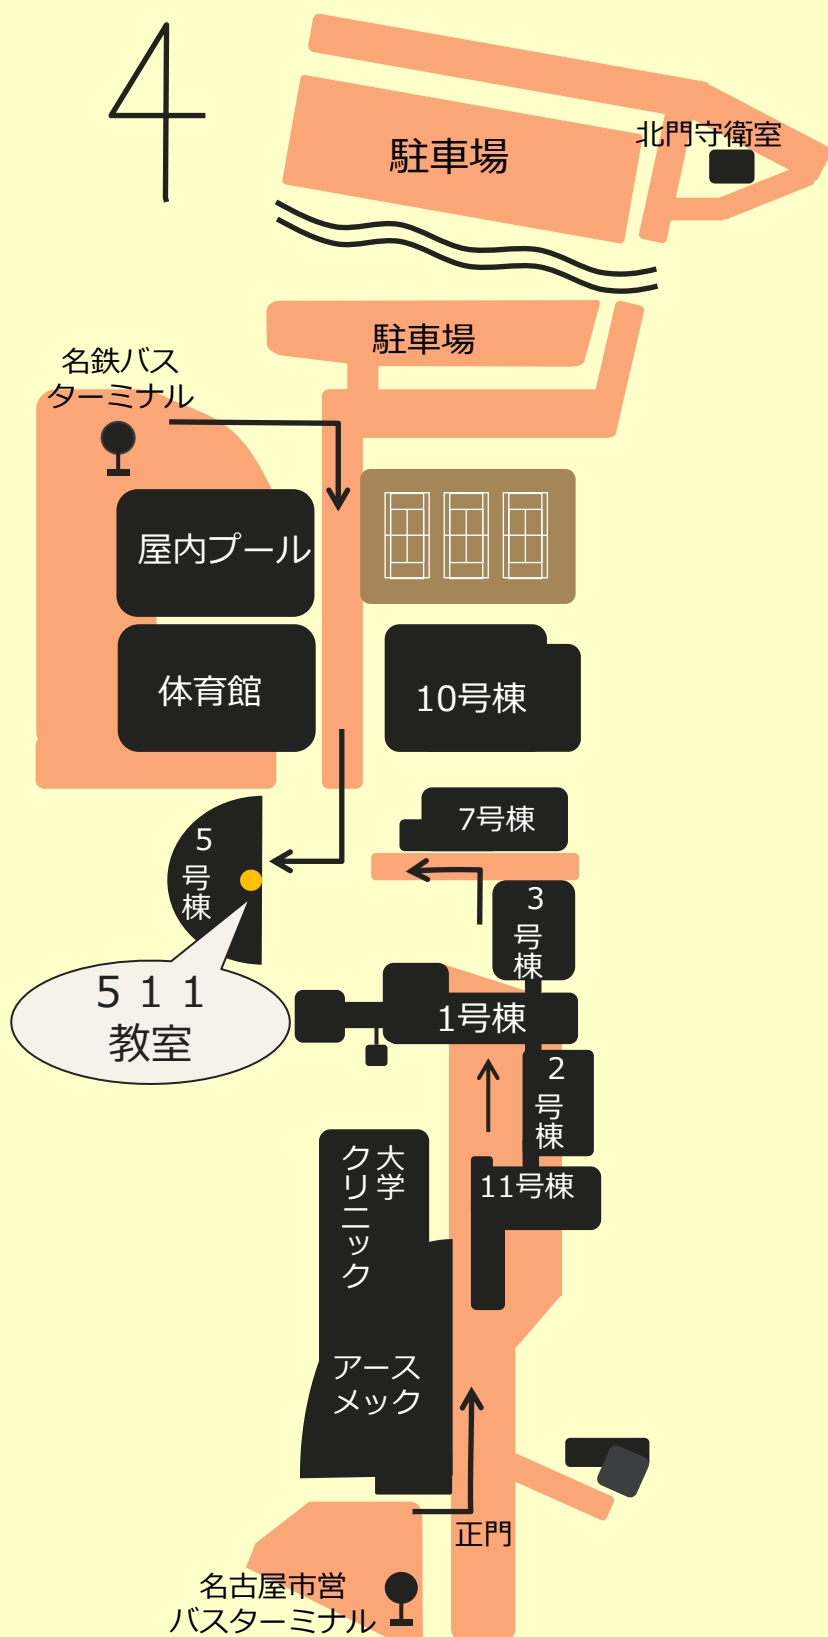 北門守衛室
駐車場
駐車場
名鉄バス
ターミナル
屋内プール
体育館
10号棟
7号棟
5号棟
3号棟
511
教室
1号棟
2号棟
大学
クリニック
11号棟
アース
メック
正門
名古屋市営
バスターミナル